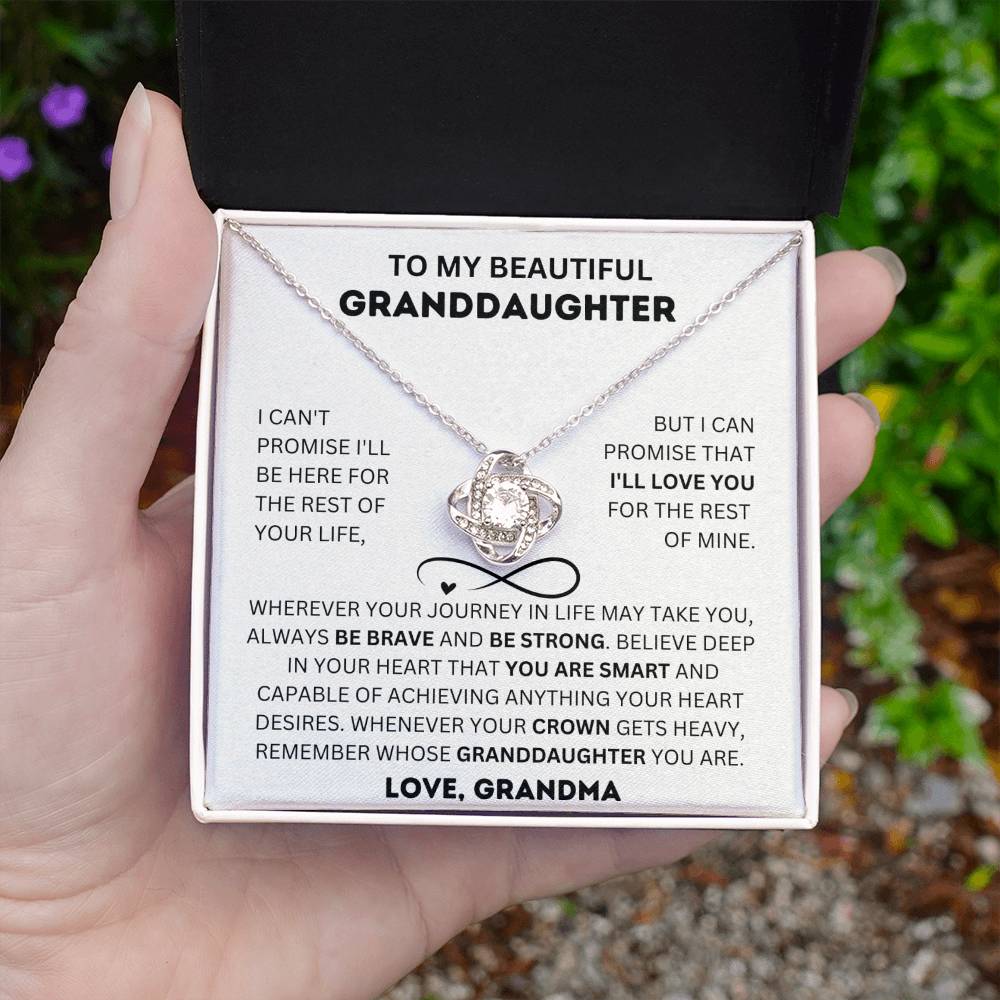 TO MY BEAUTIFUL
GRANDDAUGHTER
I CAN'T
PROMISE I'LL
BE HERE FOR
THE REST OF
YOUR LIFE,
BUT I CAN
PROMISE THAT
I'LL LOVE YOU
FOR THE REST
OF MINE.
WHEREVER YOUR JOURNEY IN LIFE MAY TAKE YOU,
ALWAYS BE BRAVE AND BE STRONG. BELIEVE DEEP
IN YOUR HEART THAT YOU ARE SMART AND
CAPABLE OF ACHIEVING ANYTHING YOUR HEART
DESIRES. WHENEVER YOUR CROWN GETS HEAVY,
REMEMBER WHOSE GRANDDAUGHTER YOU ARE.
LOVE, GRANDMA